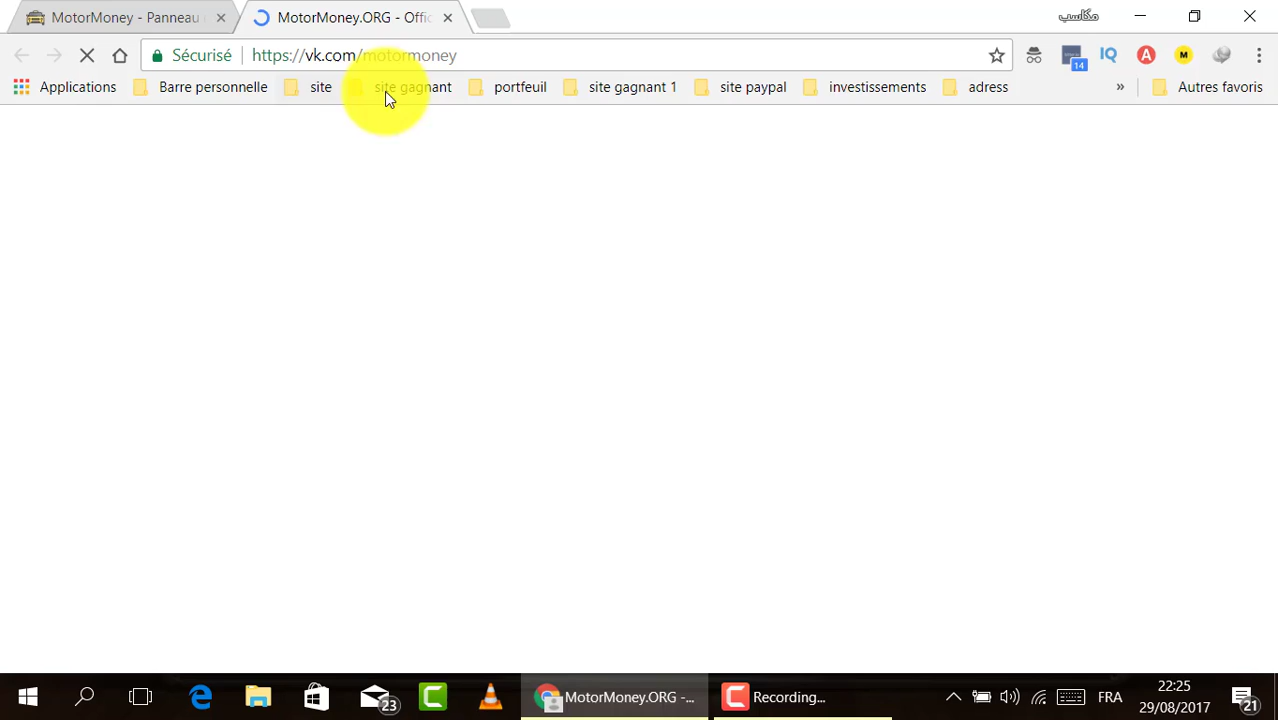 MotorMoney - Panneau
MotorMoney.ORG - Offic
مكاسب
Sécurisé
https://vk.com/motormoney
14
IQ
A
M
Applications
Barre personnelle
site
site gagnant
portfeuil
site gagnant 1
site paypal
investissements
adress
»
Autres favoris
23
MotorMoney.ORG -...
Recording...
FRA
22:25
29/08/2017
21